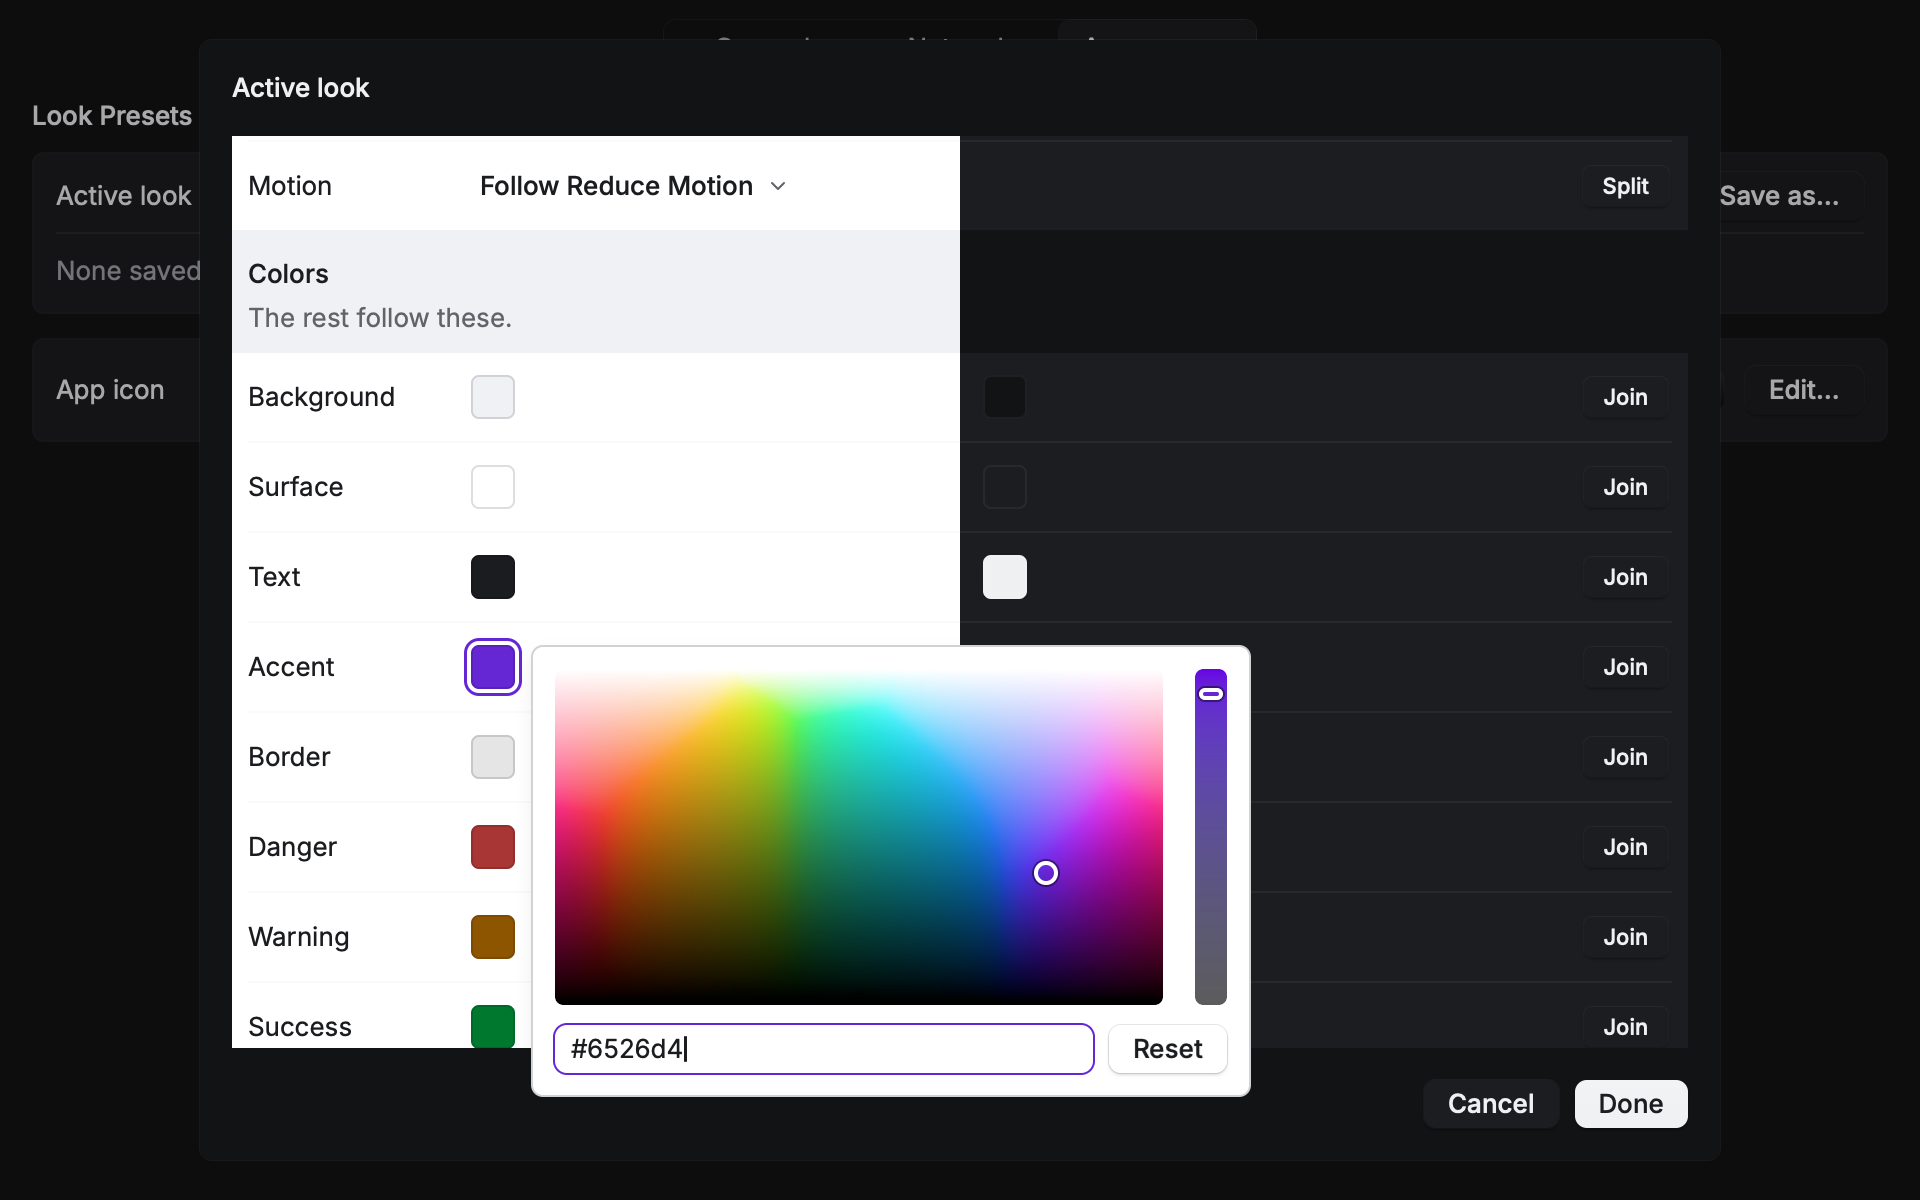 Active look
Look Presets
Motion
Follow Reduce Motion
Split
Active look
Save as...
None saved
Colors
The rest follow these.
App icon
Edit...
Background
Join
Surface
Join
Text
Join
Accent
Join
Border
Join
Danger
Join
Warning
Join
Success
Join
#6526d4
Reset
Cancel
Done